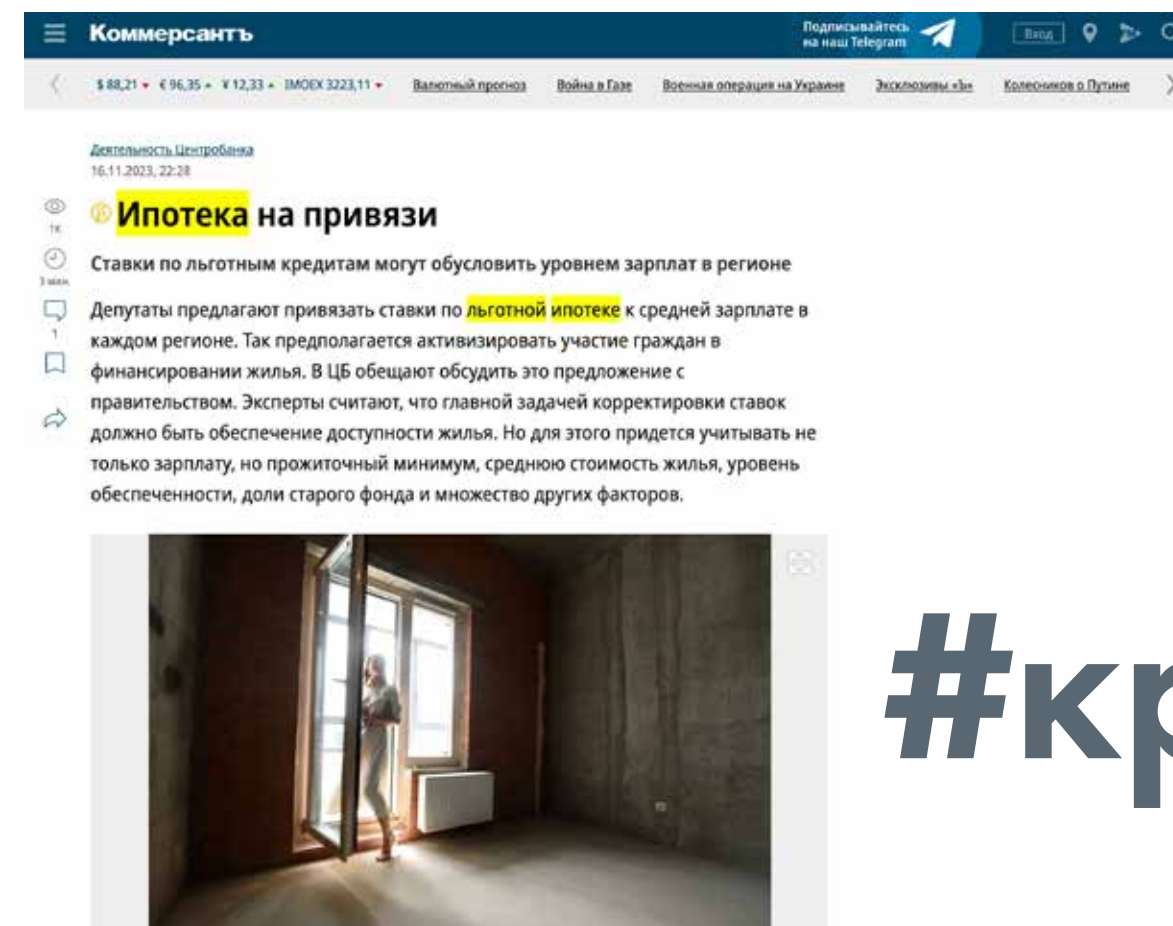 Коммерсантъ
Подписывайтесь
на наш Telegram
Вход
$ 88,21 € 96,35 ¥ 12,33 IMOEX 3223,11 Валютный прогноз Война в Газе Военная операция на Украине Эксклюзивы «Ъ» Колесников о Путине
Деятельность Центробанка
16.11.2023, 22:28
Ипотека на привязи
1K
Ставки по льготным кредитам могут обусловить уровнем зарплат в регионе
3 мин.
Депутаты предлагают привязать ставки по льготной ипотеке к средней зарплате в
1
каждом регионе. Так предполагается активизировать участие граждан в
финансировании жилья. В ЦБ обещают обсудить это предложение с
правительством. Эксперты считают, что главной задачей корректировки ставок
должно быть обеспечение доступности жилья. Но для этого придется учитывать не
только зарплату, но прожиточный минимум, среднюю стоимость жилья, уровень
обеспеченности, доли старого фонда и множество других факторов.
#кр